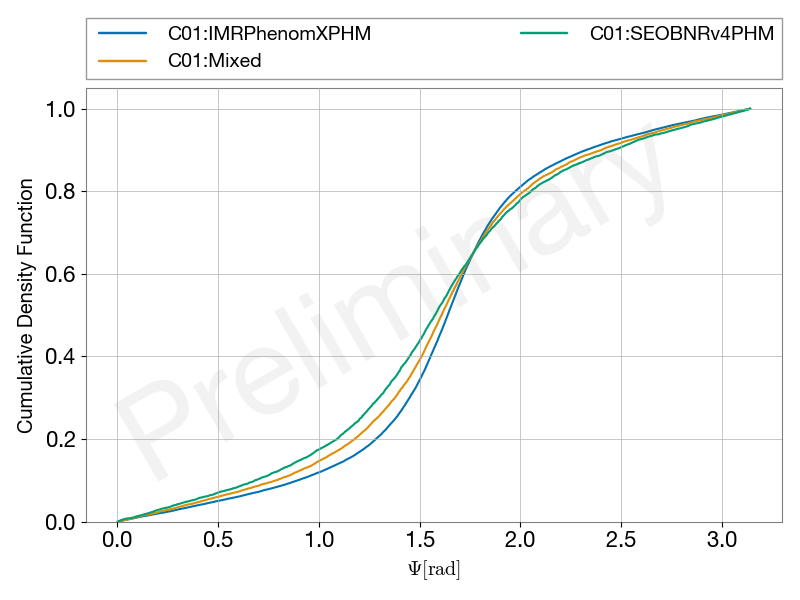 C01:IMRPhenomXPHM
C01:Mixed
C01:SEOBNRv4PHM
Preliminary
Cumulative Density Function
1.0
0.8
0.6
0.4
0.2
0.0
0.0 0.5 1.0 1.5 2.0 2.5 3.0
Ψ[rad]